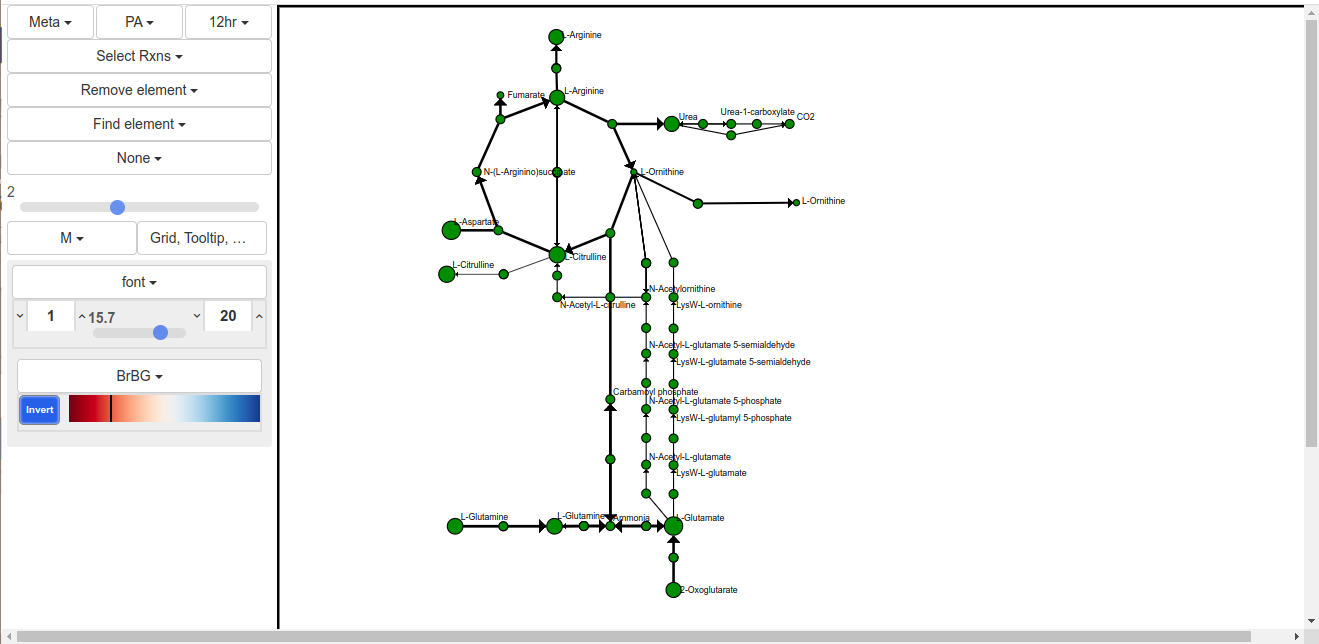 Meta
PA
12hr
Select Rxns
Remove element
Find element
None
2
M
Grid, Tooltip, ...
font
1
15.7
20
BrBG
Invert
L-Arginine
L-Arginine
Fumarate
Urea
Urea-1-carboxylate
CO2
N-(L-Arginino)succinate
L-Ornithine
L-Ornithine
L-Aspartate
L-Citrulline
L-Citrulline
N-Acetylornithine
N-Acetyl-L-citrulline
LysW-L-ornithine
N-Acetyl-L-glutamate 5-semialdehyde
LysW-L-glutamate 5-semialdehyde
Carbamoyl phosphate
N-Acetyl-L-glutamate 5-phosphate
LysW-L-glutamyl 5-phosphate
N-Acetyl-L-glutamate
LysW-L-glutamate
L-Glutamine
L-Glutamine
Ammonia
L-Glutamate
2-Oxoglutarate